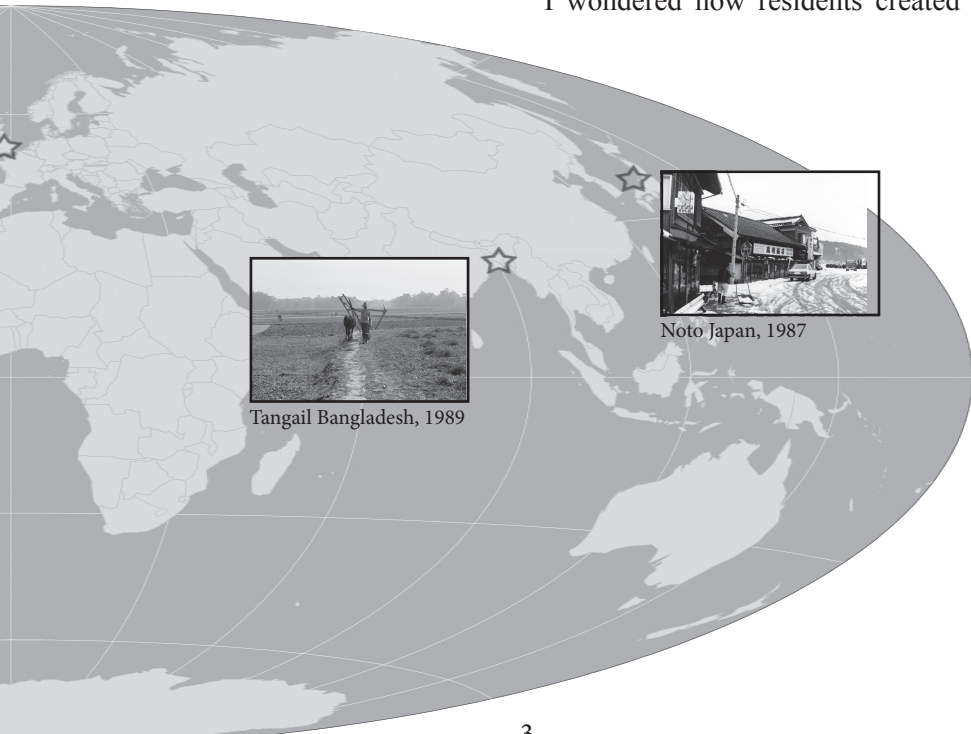 I wondered how residents created
Noto Japan, 1987
Tangail Bangladesh, 1989
3